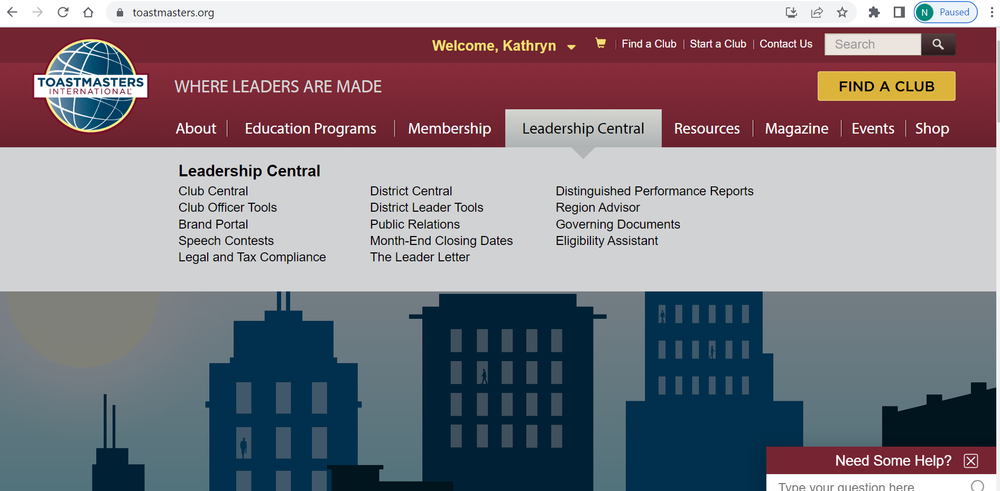 toastmasters.org
N Paused
Welcome, Kathryn
Find a Club | Start a Club | Contact Us
Search
TOASTMASTERS
INTERNATIONAL
WHERE LEADERS ARE MADE
FIND A CLUB
About
Education Programs
Membership
Leadership Central
Resources
Magazine
Events
Shop
Leadership Central
Club Central
Club Officer Tools
Brand Portal
Speech Contests
Legal and Tax Compliance
District Central
District Leader Tools
Public Relations
Month-End Closing Dates
The Leader Letter
Distinguished Performance Reports
Region Advisor
Governing Documents
Eligibility Assistant
Need Some Help?
Type your question here